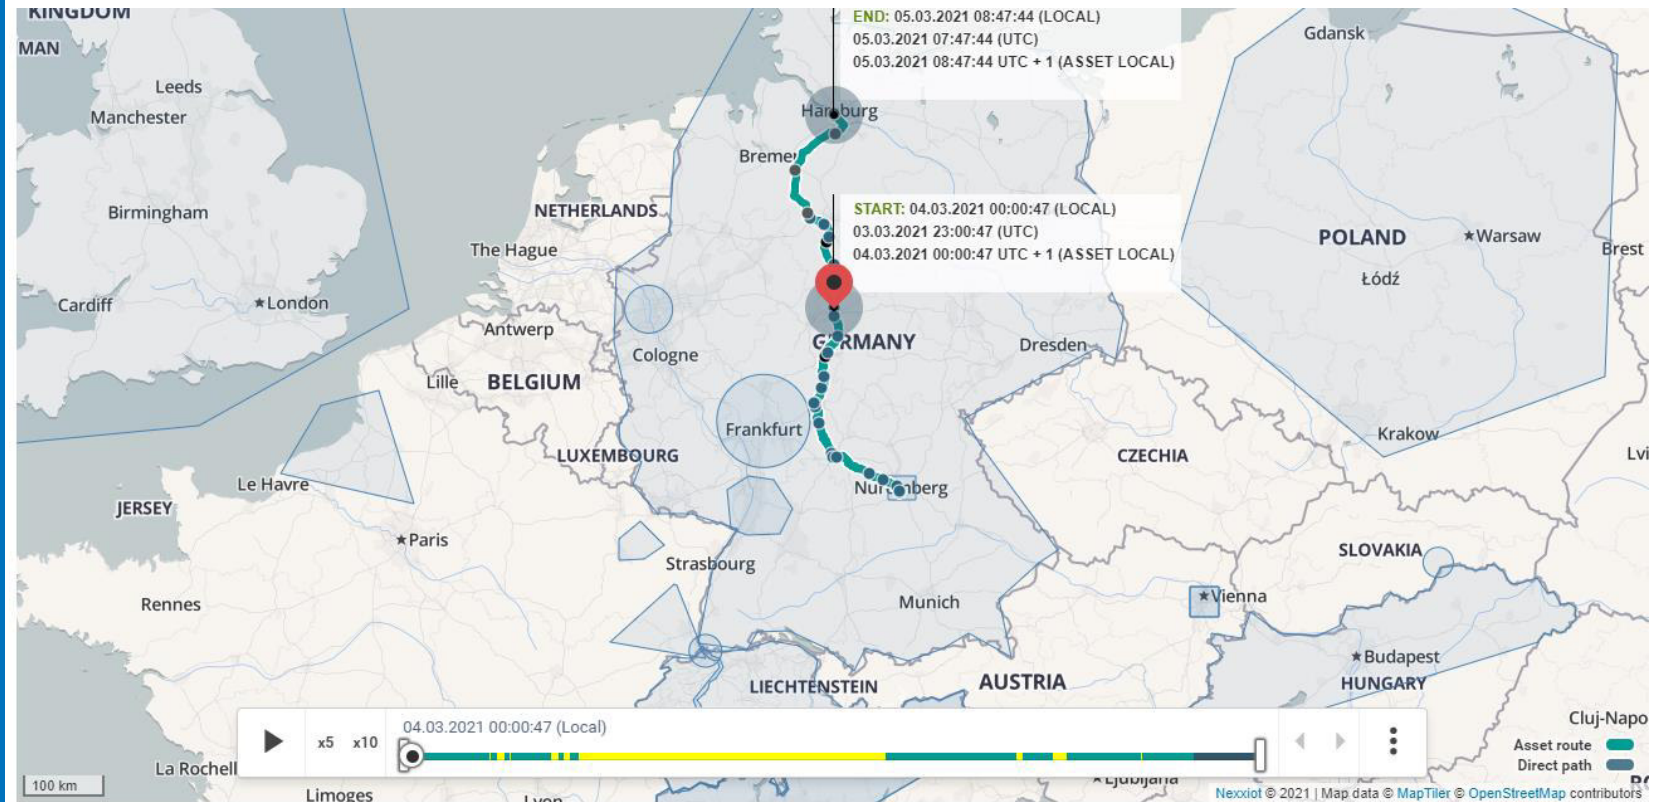 KINGDOM
MAN
Leeds
Manchester
Birmingham
Cardiff
★London
END: 05.03.2021 08:47:44 (LOCAL)
05.03.2021 07:47:44 (UTC)
05.03.2021 08:47:44 UTC + 1 (ASSET LOCAL)
Gdansk
Bremen
NETHERLANDS
The Hague
START: 04.03.2021 00:00:47 (LOCAL)
03.03.2021 23:00:47 (UTC)
04.03.2021 00:00:47 UTC + 1 (ASSET LOCAL)
POLAND
★Warsaw
Brest
Łódź
Antwerp
Cologne
GERMANY
Dresden
Lille
BELGIUM
Frankfurt
Krakow
LUXEMBOURG
CZECHIA
Lvi
Le Havre
JERSEY
★Paris
Strasbourg
SLOVAKIA
Rennes
Munich
★Vienna
★Budapest
HUNGARY
LIECHTENSTEIN
AUSTRIA
Cluj-Napo
04.03.2021 00:00:47 (Local)
x5
x10
Asset route
Direct path
La Rochell
100 km
Limoges
Lyon
★Ljubljana
Nexxiot © 2021 | Map data © MapTiler © OpenStreetMap contributors